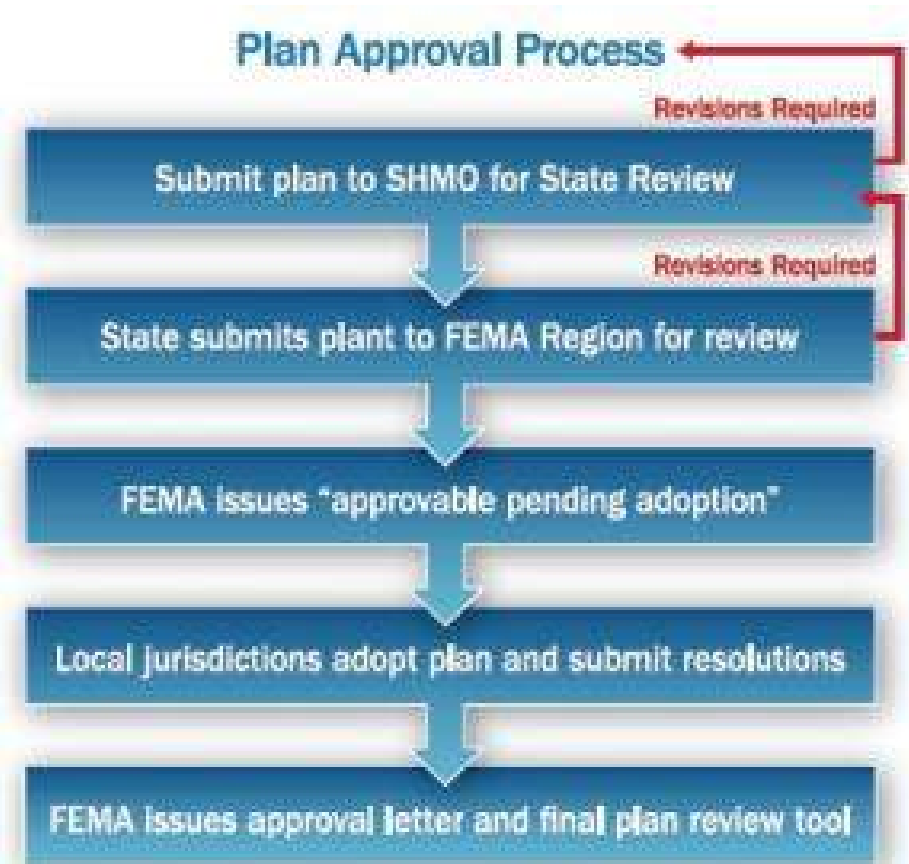 Plan Approval Process
Revisions Required
Submit plan to SHMO for State Review
Revisions Required
State submits plant to FEMA Region for review
FEMA issues “approvable pending adoption”
Local jurisdictions adopt plan and submit resolutions
FEMA issues approval letter and final plan review tool